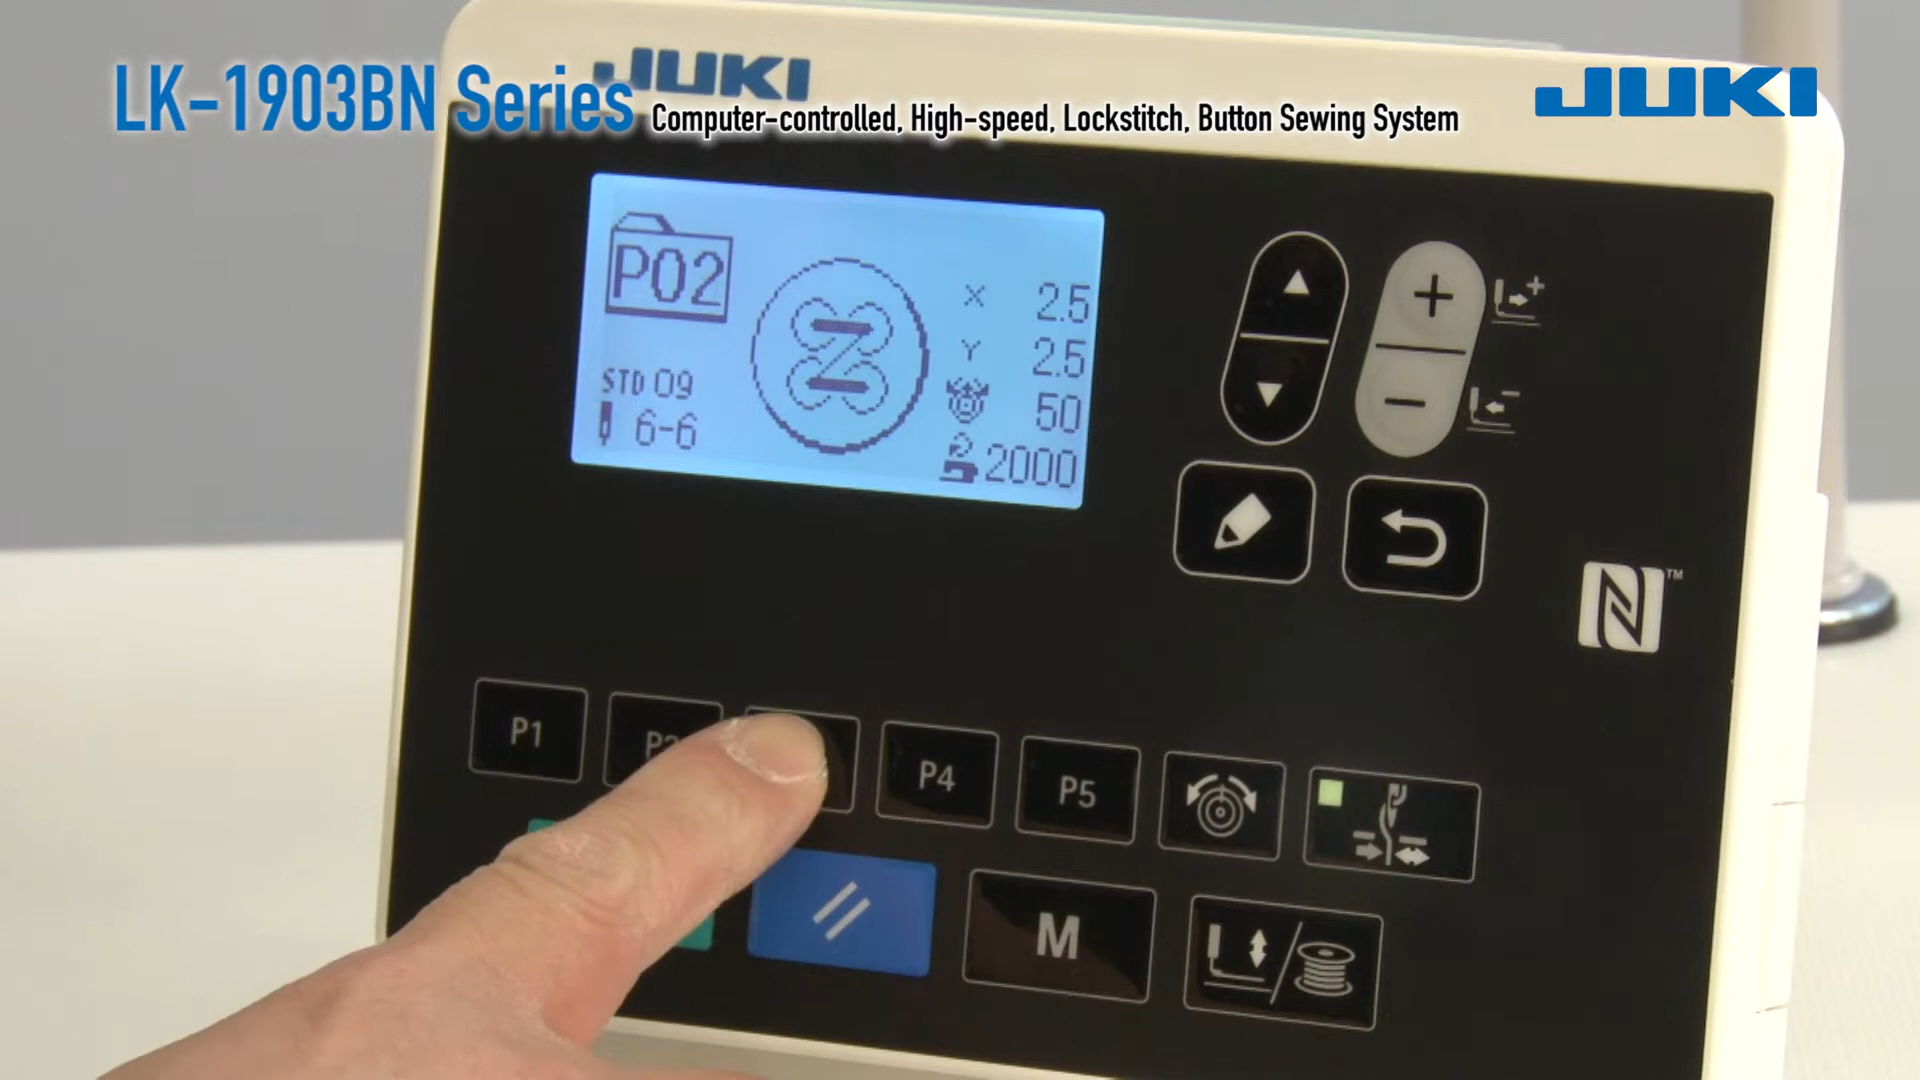 LK-1903BN Series
Computer-controlled, High-speed, Lockstitch, Button Sewing System
JUKI
JUKI
P02
X 2.5
Y 2.5
STD 09
50
6-6
2000
TM
P1
P4
P5
M